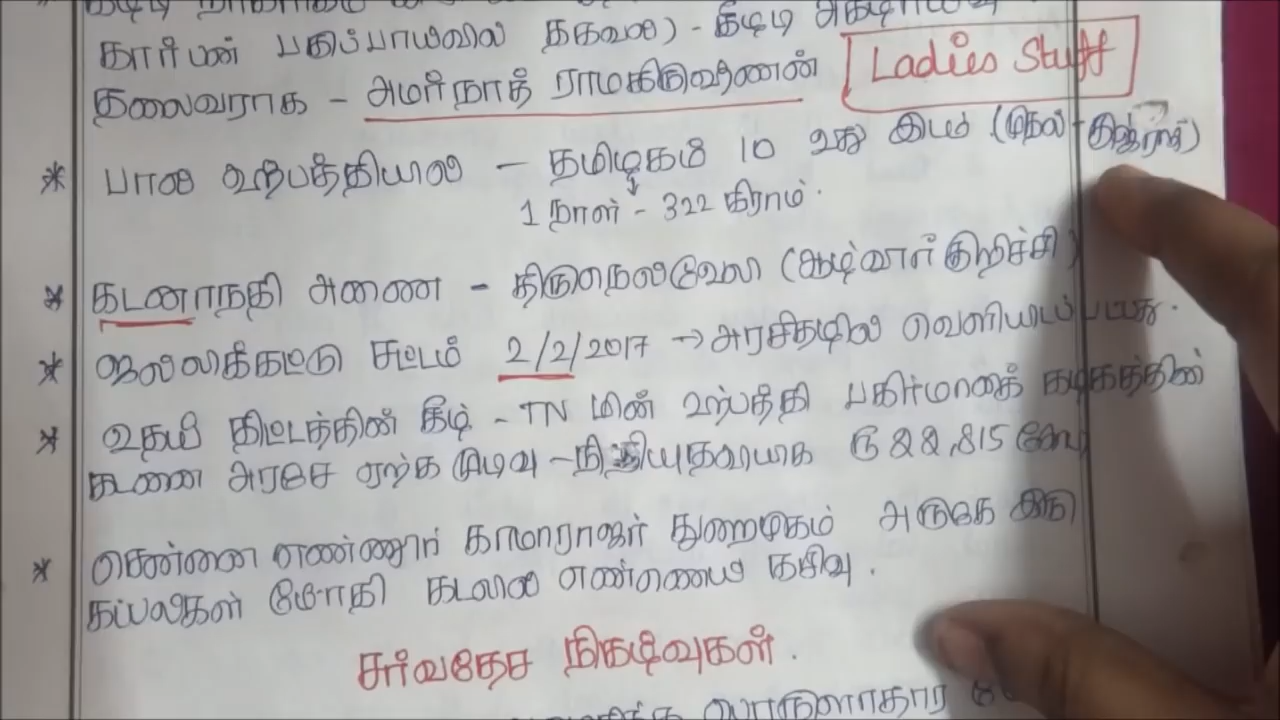 கார்பன் பகுப்பாய்வில் தகவல்) - கீழடி
தலைவராக - அமர்நாத் ராமகிருஷ்ணன்
Ladies Stuff
* பால் உற்பத்தியில் - தமிழகம் 10 வது இடம் (முதல் - குஜராத்)
1 நாள் - 322 கிராம்.
* கடனாநதி அணை - திருநெல்வேலி (ஆழ்வார் குறிச்சி)
* ஜல்லிக்கட்டு சட்டம் 2/2/2017 → அரசிதழில் வெளியிடப்பட்டது.
* உதய் திட்டத்தின் கீழ் - TN மின் உற்பத்தி பகிர்மானக் கழகத்தின்
கடனை அரசே ஏற்க முடிவு - ரூ 22,815 கோடி
* சென்னை எண்ணூர் காமராஜர் துறைமுகம் அருகே இரு
கப்பல்கள் மோதி கடலில் எண்ணெய் கசிவு.
சர்வதேச நிகழ்வுகள்.
பொருளாதார